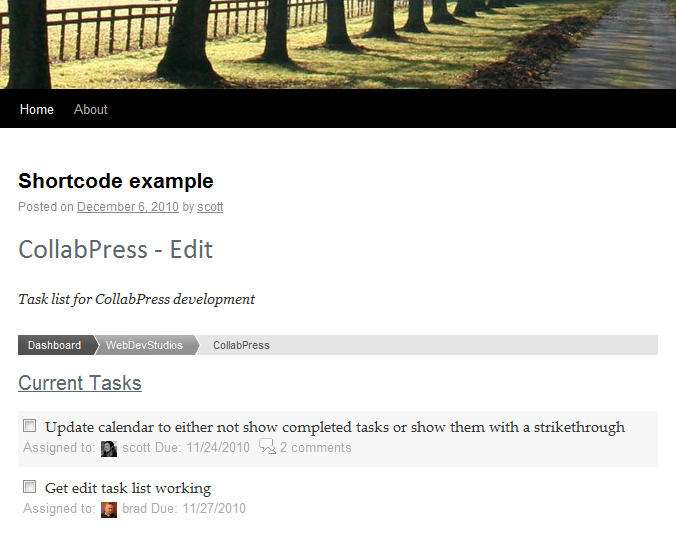 Home About
Shortcode example
Posted on December 6, 2010 by scott
CollabPress - Edit
Task list for CollabPress development
Dashboard WebDevStudios CollabPress
Current Tasks
Update calendar to either not show completed tasks or show them with a strikethrough
Assigned to: scott Due: 11/24/2010 2 comments
Get edit task list working
Assigned to: brad Due: 11/27/2010